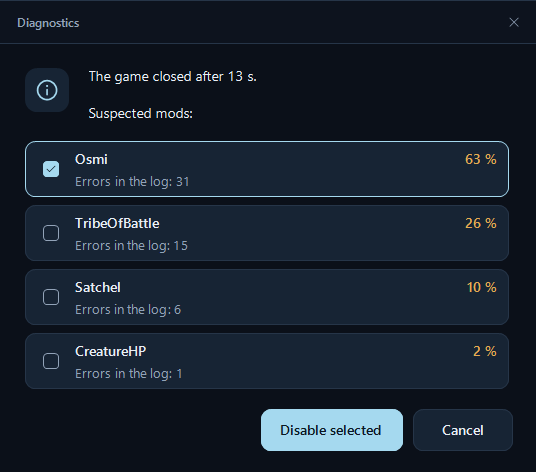 Diagnostics
The game closed after 13 s.
Suspected mods:
Osmi
63 %
Errors in the log: 31
TribeOfBattle
26 %
Errors in the log: 15
Satchel
10 %
Errors in the log: 6
CreatureHP
2 %
Errors in the log: 1
Disable selected
Cancel